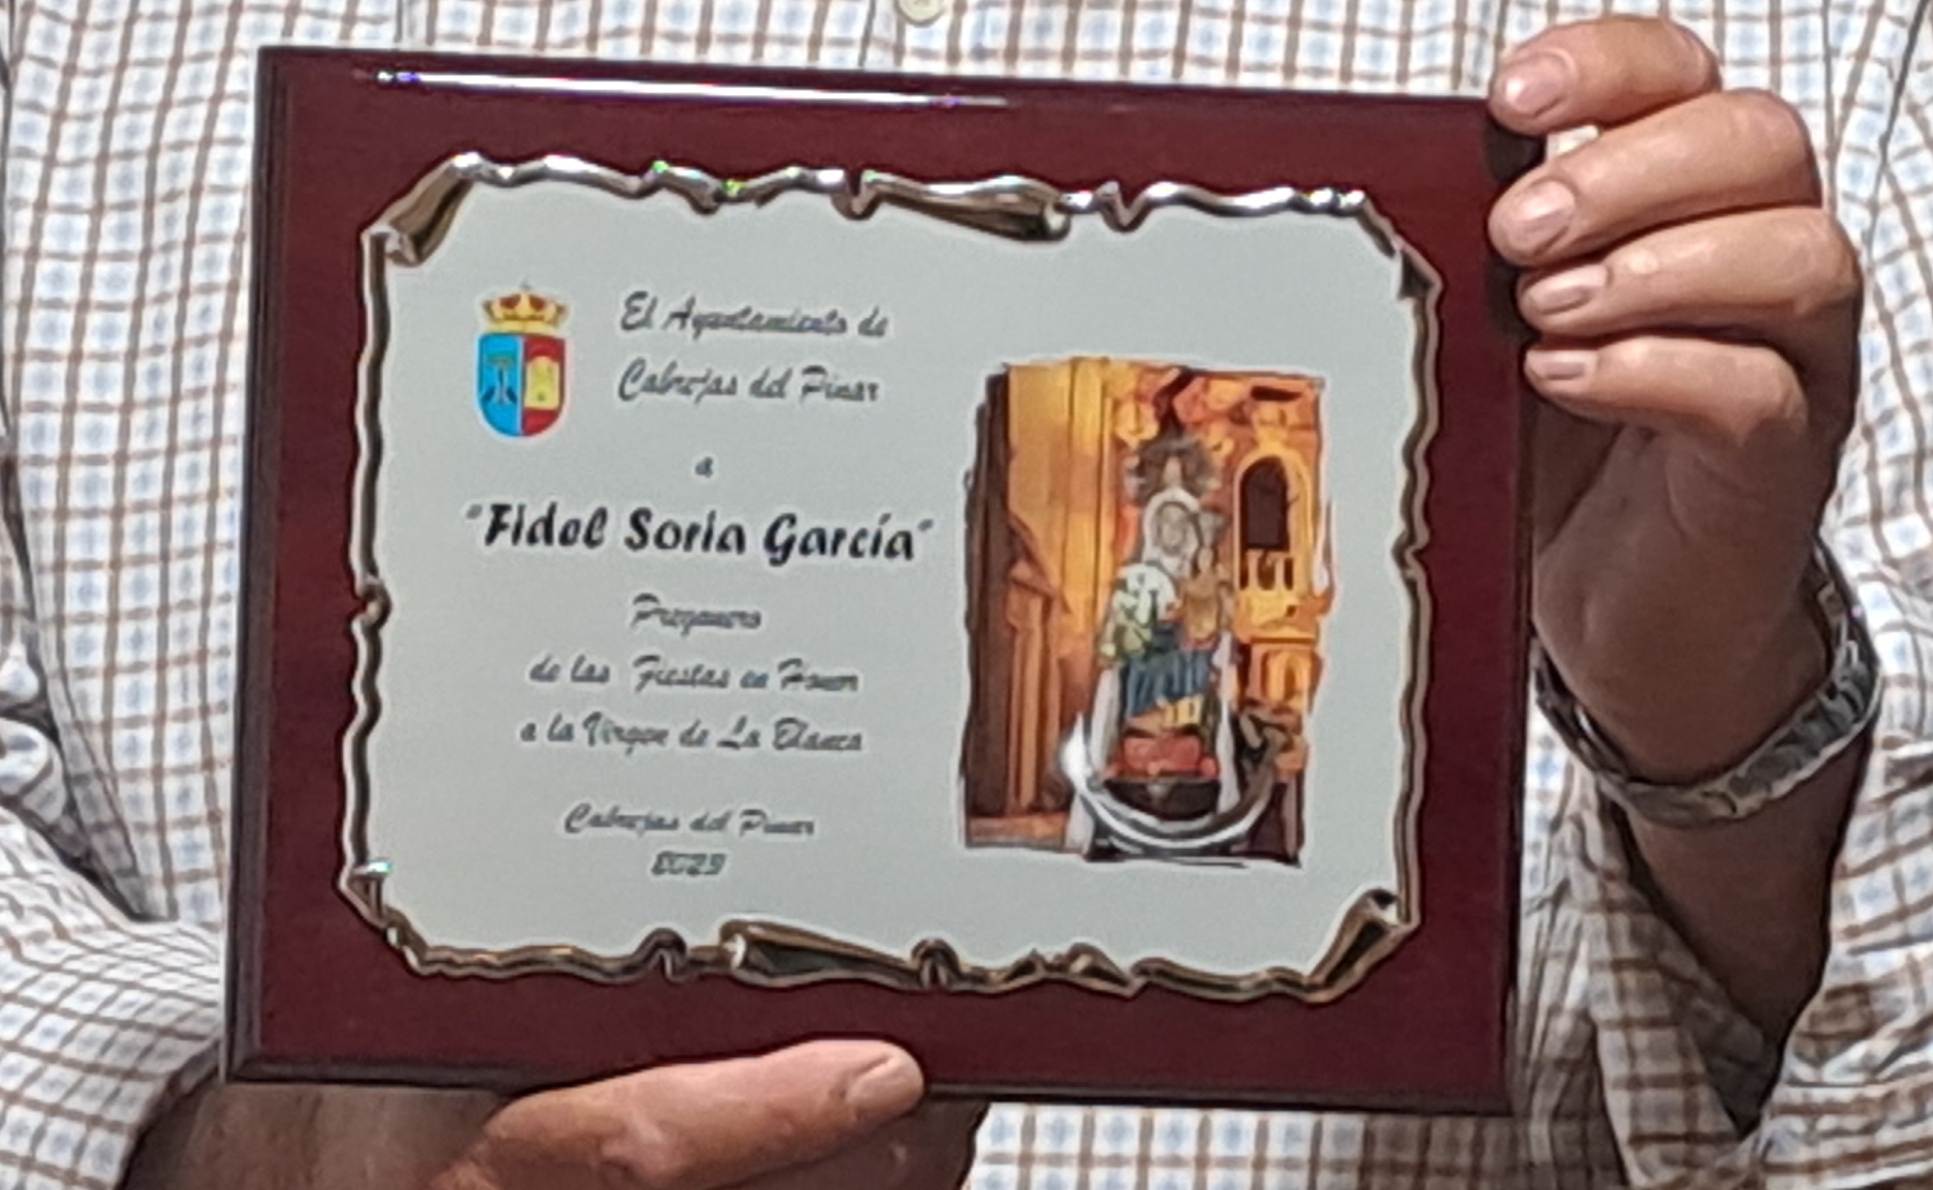 El Ayuntamiento de
Cabrejas del Pinar
a
"Fidel Soria García"
Pregonero
de las Fiestas en Honor
a la Virgen de La Blanca
Cabrejas del Pinar
2023